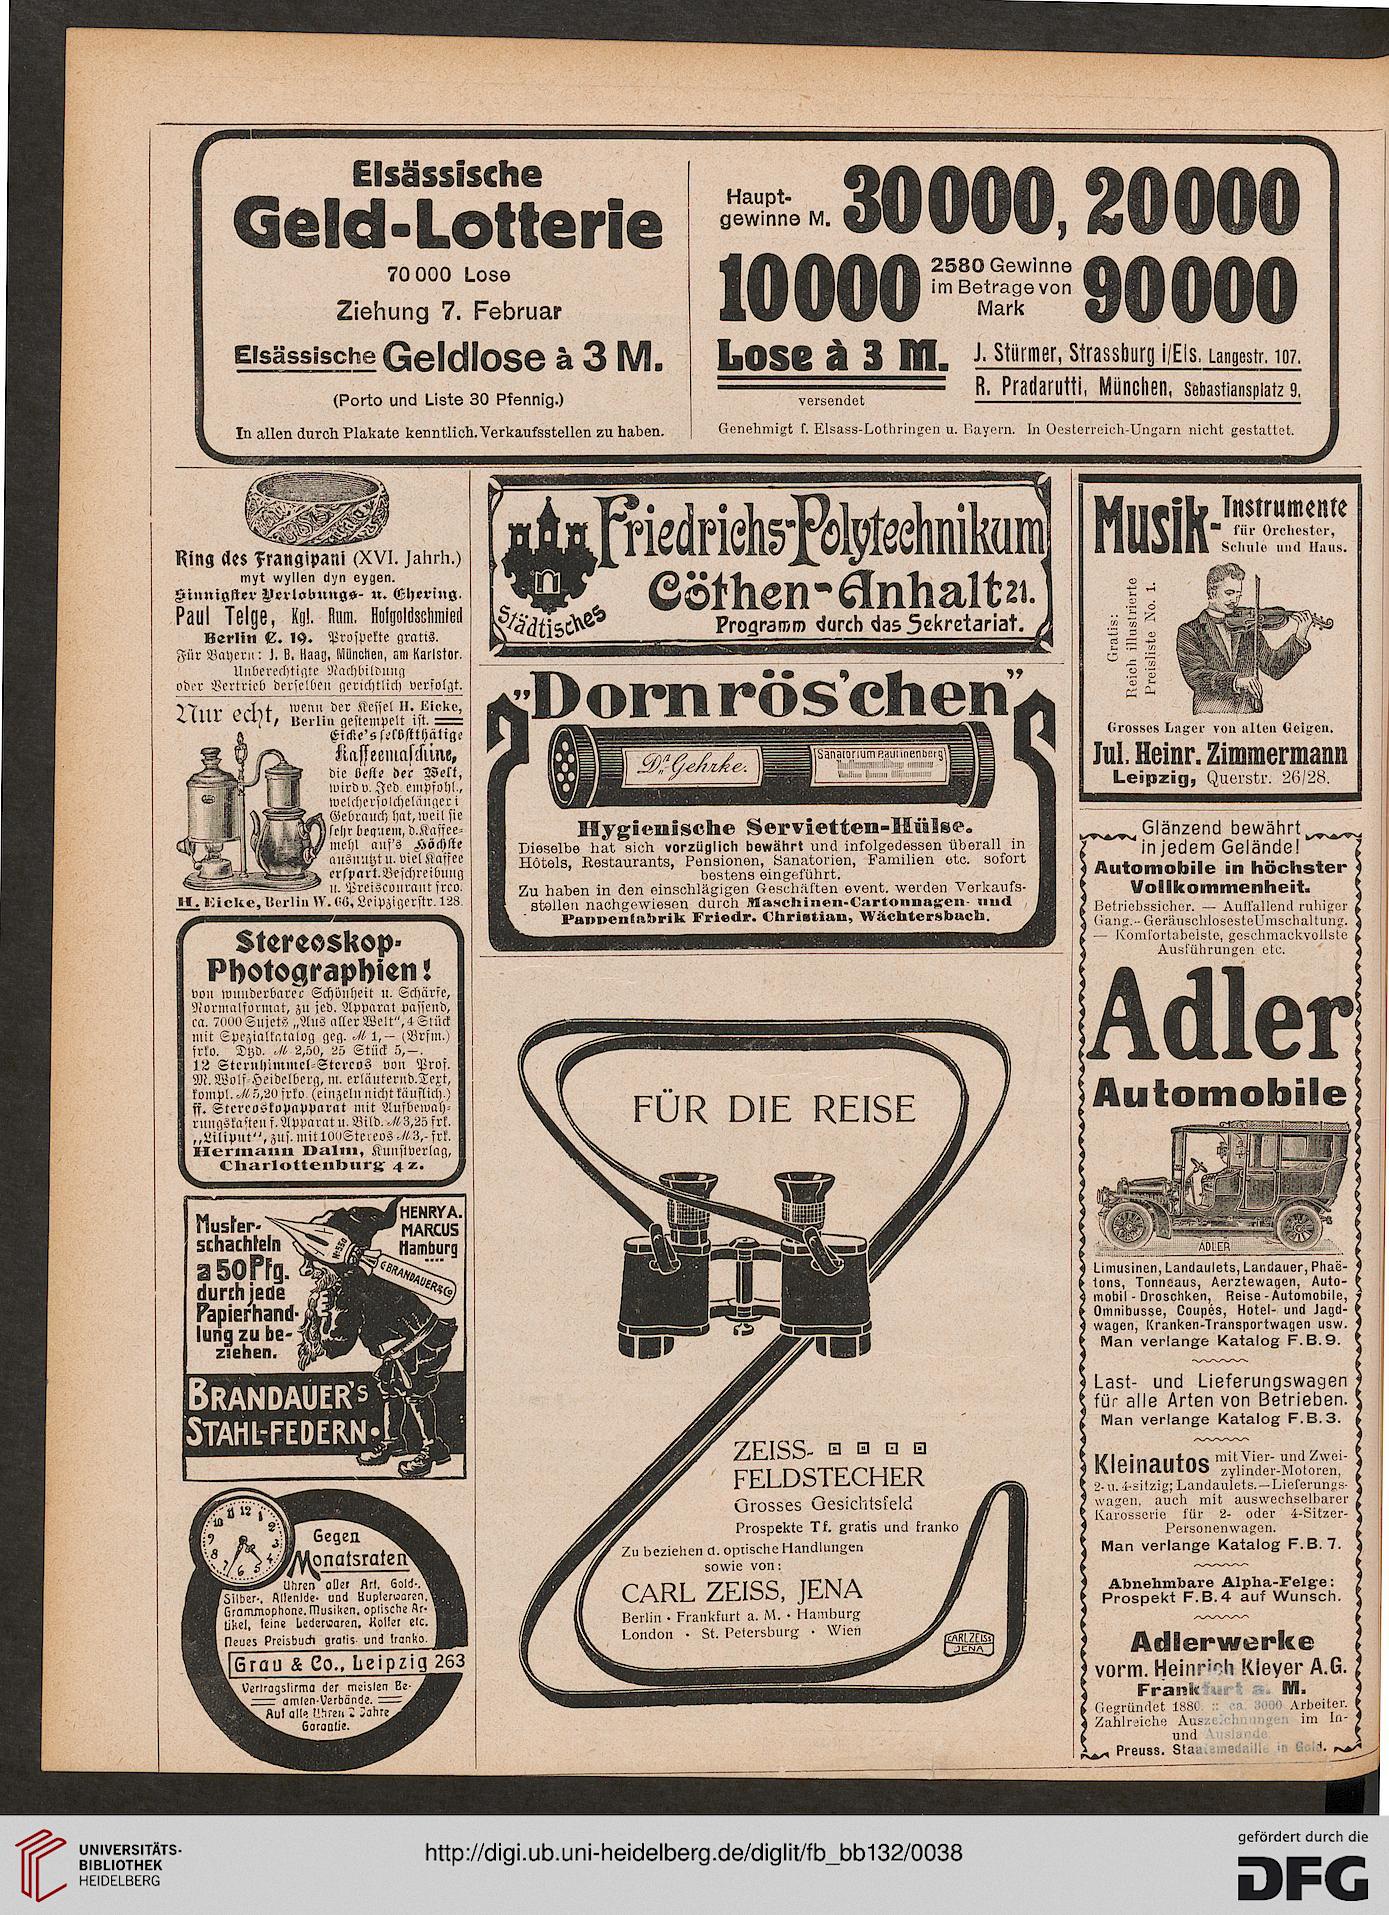 Elsässische
Geld-Lotterie
70 000 Lose
Ziehung 7. Februar
Elsässische Geldlose à 3 M.
(Porto und Liste 30 Pfennig.)
In allen durch Plakate kenntlich. Verkaufsstellen zu haben.
Haupt-
gewinne M. 30 000, 20 000
10 000 2580 Gewinne
im Betrage von
Mark 90 000
Lose à 3 M.
versendet
J. Stürmer, Strassburg i/Els. Langestr. 107.
R. Pradarutti, München, Sebastiansplatz 9.
Genehmigt f. Elsass-Lothringen u. Bayern. In Oesterreich-Ungarn nicht gestattet.
Ring des Frangipani (XVI. Jahrh.)
myt wyllen dyn eygen.
Sinnigster Verlobungs- u. Ehering.
Paul Telge, Kgl. Rum. Hofgoldschmied
Berlin C. 19. Prospekte gratis.
Für Bayern: J. B. Haag, München, am Karlstor.
Unberechtigte Nachbildung
oder Vertrieb derselben gerichtlich verfolgt.
Nur echt, wenn der Kessel H. Eicke,
Berlin gestempelt ist.
Eicke's selbstthätige
Kaffeemaschine,
die beste der Welt,
wird v. Jed. empfohl.,
welcher solche länger i
Gebrauch hat, weil sie
sehr bequem, d. Kaffee-
mehl auf's Höchste
ausnutzt u. viel Kaffee
erspart. Beschreibung
u. Preiscourant frco.
H. Eicke, Berlin W. 66, Leipzigerstr. 128.
Stereoskop-
Photographien!
von wunderbarer Schönheit u. Schärfe,
Normalformat, zu jed. Apparat passend,
ca. 7000 Sujets „Aus aller Welt“, 4 Stück
mit Spezialkatalog geg. M 1,— (Brfm.)
frko. Dtzd. M 2,50, 25 Stück 5,—.
12 Sternhimmel-Stereos von Prof.
M. Wolf-Heidelberg, m. erläuternd. Text,
kompl. M 5,20 frko. (einzeln nicht käuflich.)
ff. Stereoskopapparat mit Aufbewah-
rungskasten f. Apparat u. Bild. M 3,25 frk.
„Liliput“, zus. mit 100 Stereos M 3,- frk.
Hermann Dalm, Kunstverlag,
Charlottenburg 4 z.
Muster-
schachteln
a 50 Pfg.
durch jede
Papierhand-
lung zu be-
ziehen.
HENRY A.
MARCUS
Hamburg
C. BRANDAUER & Co
BRANDAUER'S
STAHL-FEDERN.
Gegen
Monatsraten
Uhren aller Art, Gold-,
Silber-, Alfenide- und Kupferwaren,
Grammophone, Musiken, optische Ar-
tikel, feine Lederwaren, Koffer etc.
Neues Preisbuch gratis und franko.
Grau & Co., Leipzig 263
Vertragsfirma der meisten Be-
amten-Verbände.
Auf alle Uhren 2 Jahre
Garantie.
Friedrichs-Polytechnikum
Cöthen-Anhalt 21.
Städtisches
Programm durch das Sekretariat.
„Dornrös'chen“
Dr. Gehrke.
Sanatorium Paulinenberg
Hygienische Servietten-Hülse.
Dieselbe hat sich vorzüglich bewährt und infolgedessen überall in
Hôtels, Restaurants, Pensionen, Sanatorien, Familien etc. sofort
bestens eingeführt.
Zu haben in den einschlägigen Geschäften event. werden Verkaufs-
stellen nachgewiesen durch Maschinen-Cartonnagen- und
Pappenfabrik Friedr. Christian, Wächtersbach.
FÜR DIE REISE
ZEISS-
FELDSTECHER
Grosses Gesichtsfeld
Prospekte Tf. gratis und franko
Zu beziehen d. optische Handlungen
sowie von:
CARL ZEISS, JENA
Berlin · Frankfurt a. M. · Hamburg
London · St. Petersburg · Wien
CARL ZEISS
JENA
Musik-Instrumente
für Orchester,
Schule und Haus.
Gratis:
Reich illustrierte
Preisliste No. 1.
Grosses Lager von alten Geigen.
Jul. Heinr. Zimmermann
Leipzig, Querstr. 26/28.
Glänzend bewährt
in jedem Gelände!
Automobile in höchster
Vollkommenheit.
Betriebssicher. — Auffallend ruhiger
Gang. – Geräuschloseste Umschaltung.
— Komfortabelste, geschmackvollste
Ausführungen etc.
Adler
Automobile
ADLER
Limusinen, Landaulets, Landauer, Phaë-
tons, Tonneaus, Aerztewagen, Auto-
mobil-Droschken, Reise-Automobile,
Omnibusse, Coupés, Hotel- und Jagd-
wagen, Kranken-Transportwagen usw.
Man verlange Katalog F. B. 9.
Last- und Lieferungswagen
für alle Arten von Betrieben.
Man verlange Katalog F. B. 3.
Kleinautos mit Vier- und Zwei-
zylinder-Motoren,
2- u. 4-sitzig; Landaulets. — Lieferungs-
wagen, auch mit auswechselbarer
Karosserie für 2- oder 4-Sitzer-
Personenwagen.
Man verlange Katalog F. B. 7.
Abnehmbare Alpha-Felge:
Prospekt F. B. 4 auf Wunsch.
Adlerwerke
vorm. Heinrich Kleyer A.G.
Frankfurt a. M.
Gegründet 1880. :: ca. 3000 Arbeiter.
Zahlreiche Auszeichnungen im In-
und Auslande.
Preuss. Staatsmedaille in Gold.
UNIVERSITÄTS-
BIBLIOTHEK
HEIDELBERG
http://digi.ub.uni-heidelberg.de/diglit/fb_bb132/0038
gefördert durch die
DFG